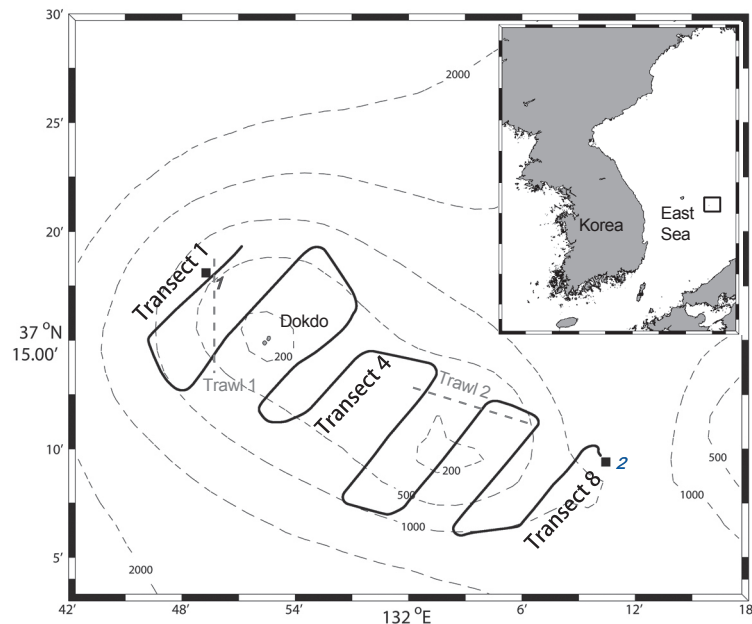 30′
25′
20′
37 °N
15.00′
10′
5′
42′
48′
54′
132 °E
6′
12′
18′
2000
Korea
East
Sea
Transect 1
1
Dokdo
200
Trawl 1
Transect 4
Trawl 2
200
500
1000
2
Transect 8
500
1000
2000